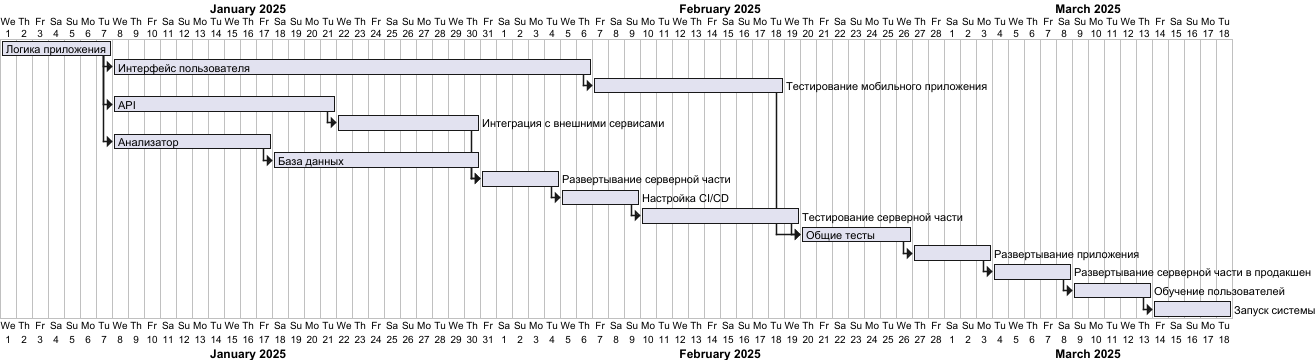 January 2025 February 2025 March 2025
We Th Fr Sa Su Mo Tu We Th Fr Sa Su Mo Tu We Th Fr Sa Su Mo Tu We Th Fr Sa Su Mo Tu We Th Fr Sa Su Mo Tu We Th Fr Sa Su Mo Tu We Th Fr Sa Su Mo Tu We Th Fr Sa Su Mo Tu We Th Fr Sa Su Mo Tu We Th Fr Sa Su Mo Tu We Th Fr Sa Su Mo Tu
1 2 3 4 5 6 7 8 9 10 11 12 13 14 15 16 17 18 19 20 21 22 23 24 25 26 27 28 29 30 31 1 2 3 4 5 6 7 8 9 10 11 12 13 14 15 16 17 18 19 20 21 22 23 24 25 26 27 28 1 2 3 4 5 6 7 8 9 10 11 12 13 14 15 16 17 18
Логика приложения
Интерфейс пользователя
Тестирование мобильного приложения
API
Интеграция с внешними сервисами
Анализатор
База данных
Развертывание серверной части
Настройка CI/CD
Тестирование серверной части
Общие тесты
Развертывание приложения
Развертывание серверной части в продакшен
Обучение пользователей
Запуск системы
We Th Fr Sa Su Mo Tu We Th Fr Sa Su Mo Tu We Th Fr Sa Su Mo Tu We Th Fr Sa Su Mo Tu We Th Fr Sa Su Mo Tu We Th Fr Sa Su Mo Tu We Th Fr Sa Su Mo Tu We Th Fr Sa Su Mo Tu We Th Fr Sa Su Mo Tu We Th Fr Sa Su Mo Tu We Th Fr Sa Su Mo Tu
1 2 3 4 5 6 7 8 9 10 11 12 13 14 15 16 17 18 19 20 21 22 23 24 25 26 27 28 29 30 31 1 2 3 4 5 6 7 8 9 10 11 12 13 14 15 16 17 18 19 20 21 22 23 24 25 26 27 28 1 2 3 4 5 6 7 8 9 10 11 12 13 14 15 16 17 18
January 2025 February 2025 March 2025